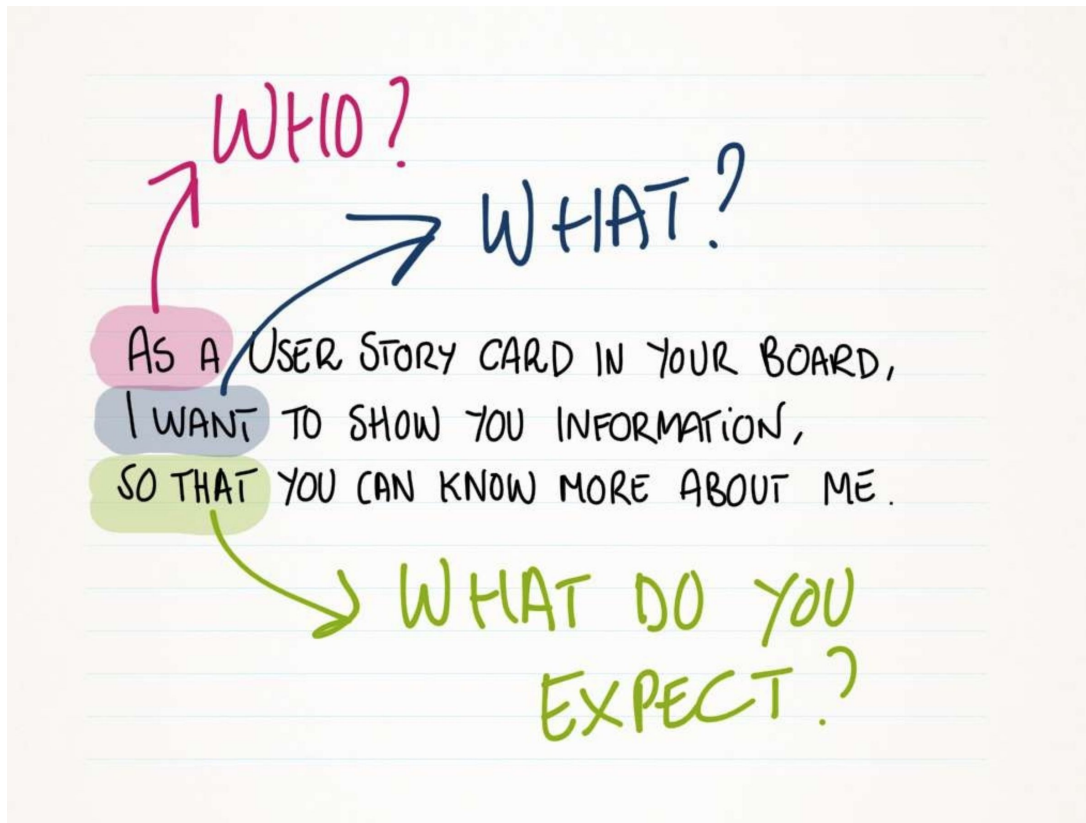 WHO?
WHAT?
AS A USER STORY CARD IN YOUR BOARD,
I WANT TO SHOW YOU INFORMATION,
SO THAT YOU CAN KNOW MORE ABOUT ME.
WHAT DO YOU
EXPECT?